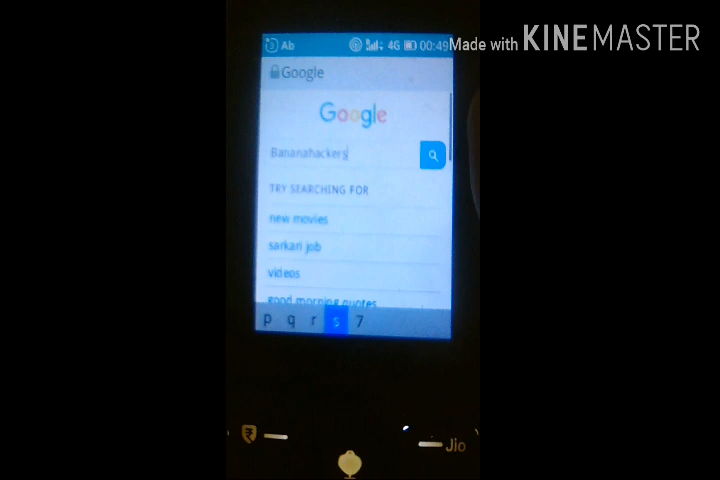 Ab 4G 00:49
Made with KINEMASTER
Google
Google
Bananahackers
TRY SEARCHING FOR
new movies
sarkari job
videos
good morning quotes
p q r s 7
₹
Jio